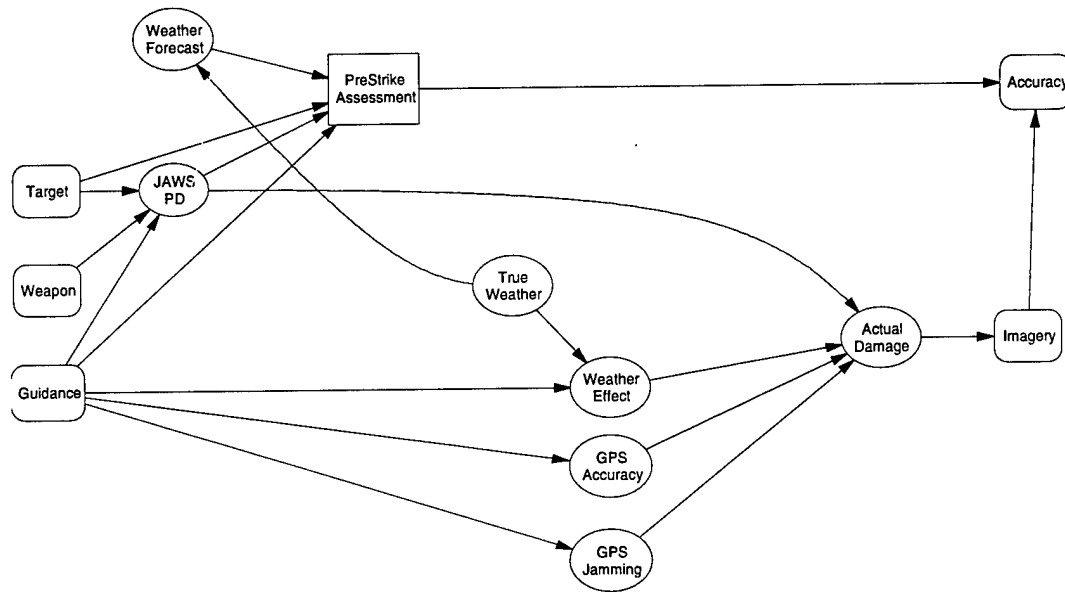 Weather
Forecast
PreStrike
Assessment
Accuracy
Target
JAWS
PD
Weapon
True
Weather
Actual
Damage
Imagery
Guidance
Weather
Effect
GPS
Accuracy
GPS
Jamming